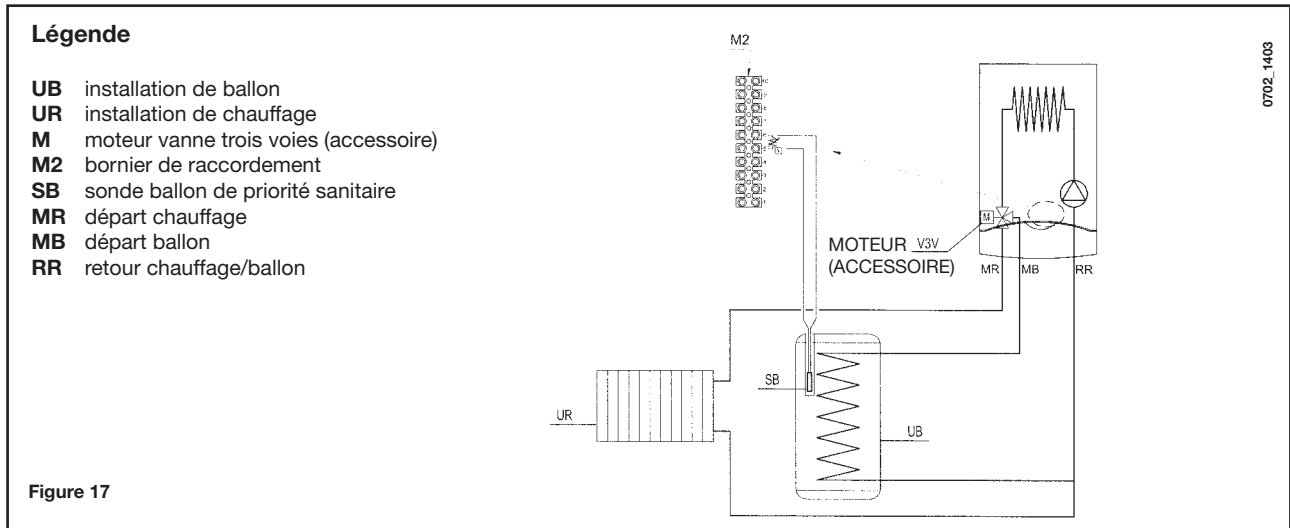 Légende
UB installation de ballon
UR installation de chauffage
M moteur vanne trois voies (accessoire)
M2 bornier de raccordement
SB sonde ballon de priorité sanitaire
MR départ chauffage
MB départ ballon
RR retour chauffage/ballon
Figure 17
M2
0702_1403
M
MOTEUR V3V
(ACCESSOIRE)
MR MB RR
SB
UR
UB